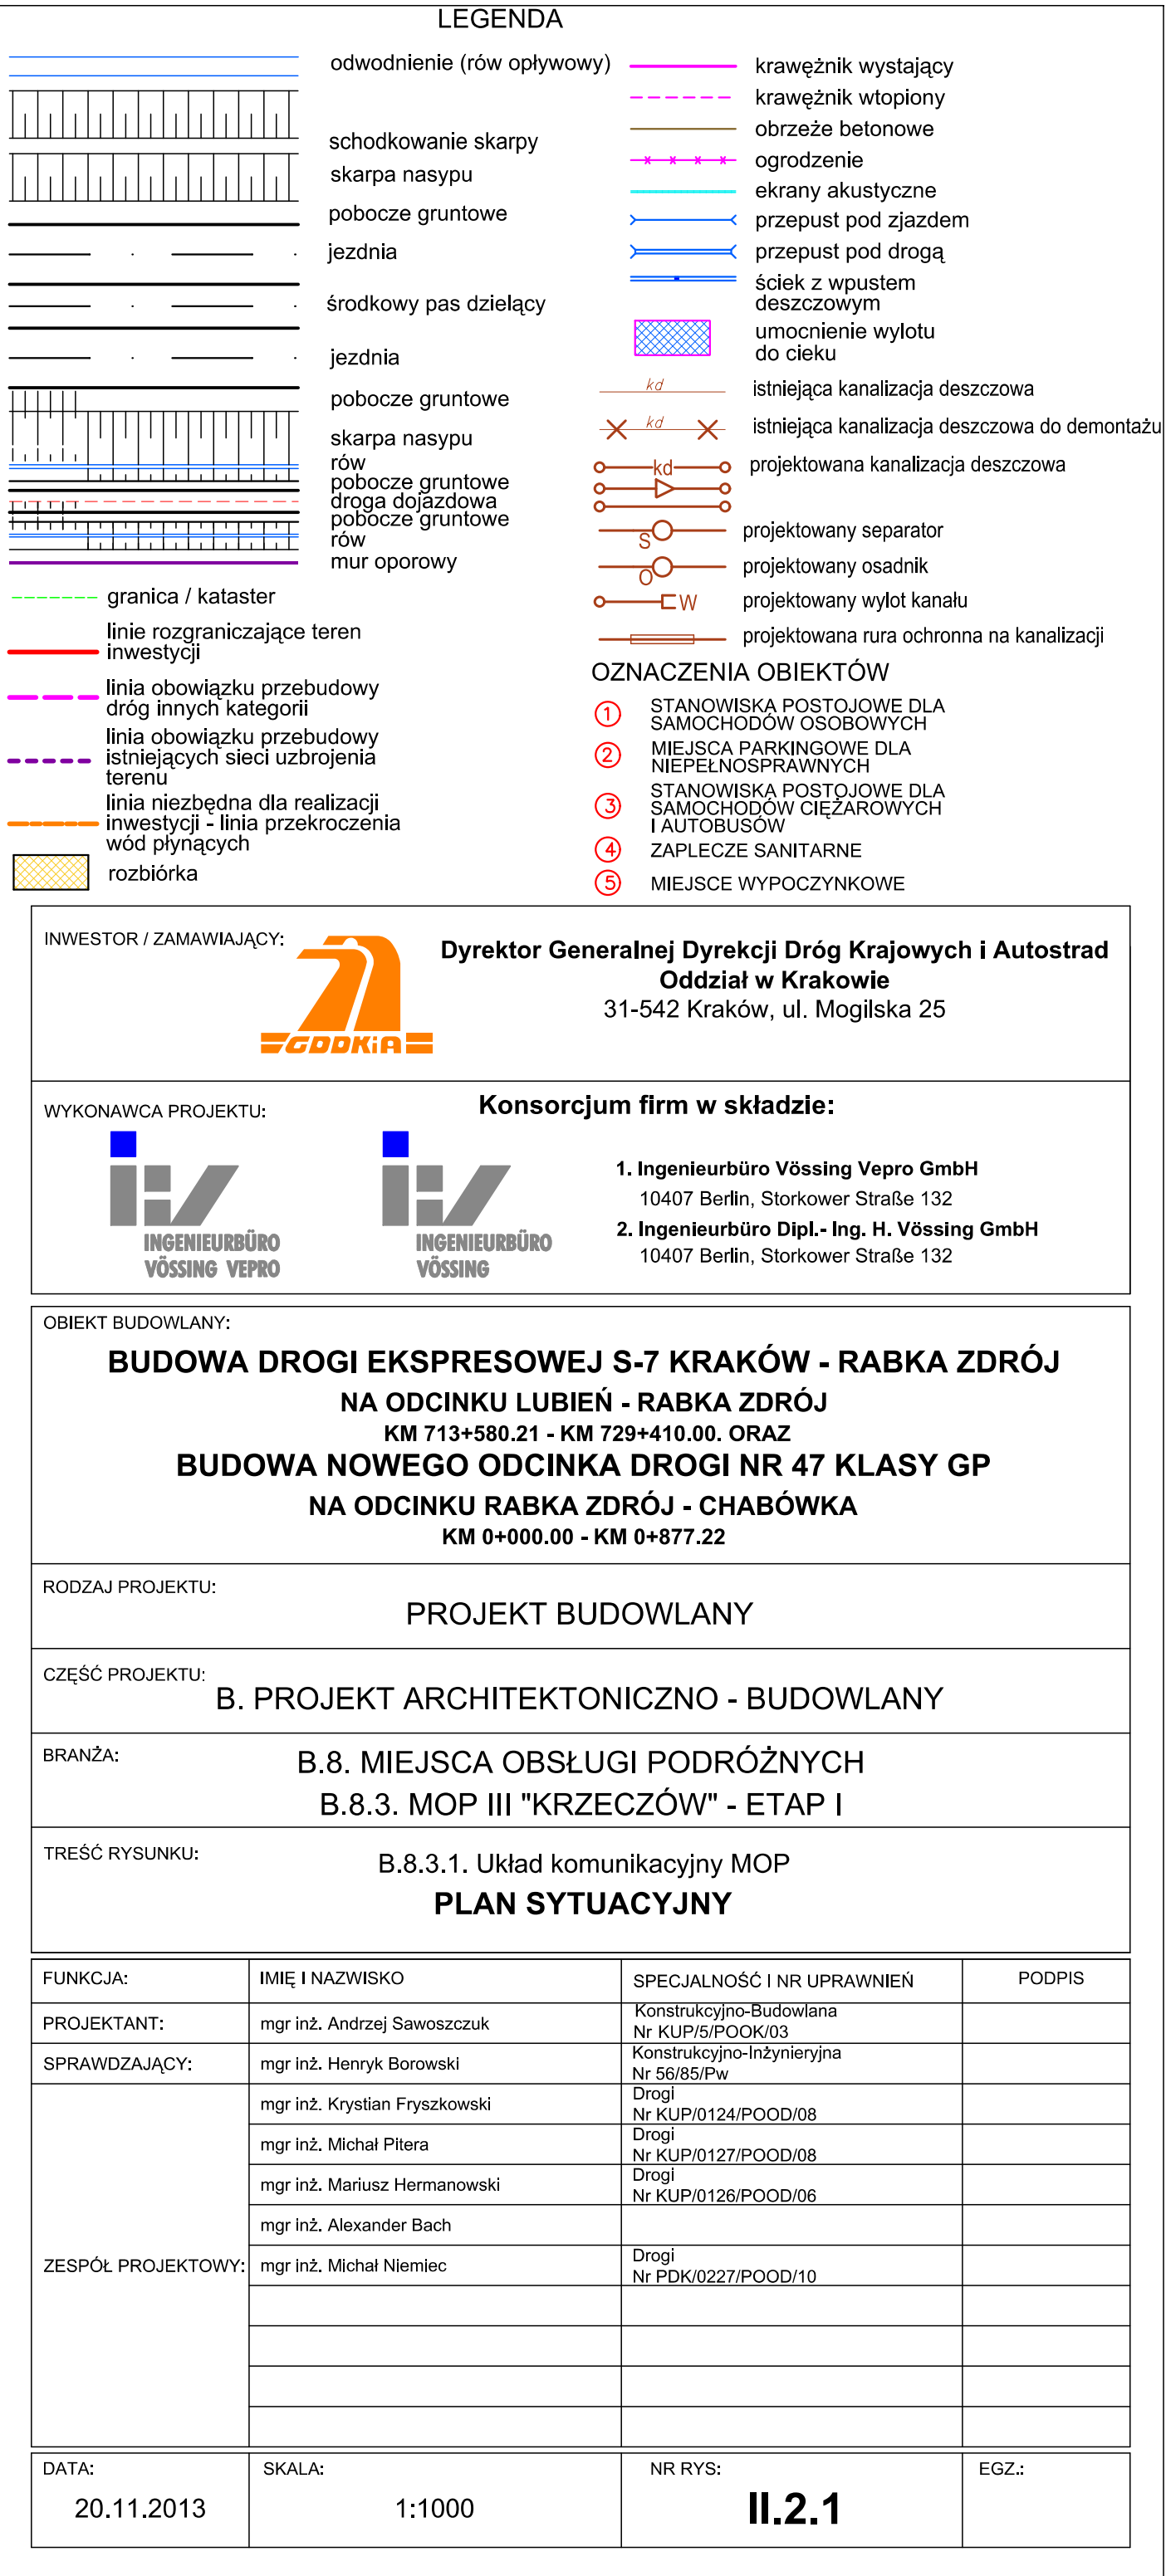 LEGENDA
odwodnienie (rów opływowy)
schodkowanie skarpy
skarpa nasypu
pobocze gruntowe
jezdnia
środkowy pas dzielący
jezdnia
pobocze gruntowe
skarpa nasypu
rów
pobocze gruntowe
droga dojazdowa
pobocze gruntowe
rów
mur oporowy
granica / kataster
linie rozgraniczające teren
inwestycji
linia obowiązku przebudowy
dróg innych kategorii
linia obowiązku przebudowy
istniejących sieci uzbrojenia
terenu
linia niezbędna dla realizacji
inwestycji - linia przekroczenia
wód płynących
rozbiórka
krawężnik wystający
krawężnik wtopiony
obrzeże betonowe
ogrodzenie
ekrany akustyczne
przepust pod zjazdem
przepust pod drogą
ściek z wpustem
deszczowym
umocnienie wylotu
do cieku
kd istniejąca kanalizacja deszczowa
kd istniejąca kanalizacja deszczowa do demontażu
kd projektowana kanalizacja deszczowa
S projektowany separator
O projektowany osadnik
W projektowany wylot kanału
projektowana rura ochronna na kanalizacji
OZNACZENIA OBIEKTÓW
1 STANOWISKA POSTOJOWE DLA
SAMOCHODÓW OSOBOWYCH
2 MIEJSCA PARKINGOWE DLA
NIEPEŁNOSPRAWNYCH
3 STANOWISKA POSTOJOWE DLA
SAMOCHODÓW CIĘŻAROWYCH
I AUTOBUSÓW
4 ZAPLECZE SANITARNE
5 MIEJSCE WYPOCZYNKOWE
INWESTOR / ZAMAWIAJĄCY:
GDDKiA
Dyrektor Generalnej Dyrekcji Dróg Krajowych i Autostrad
Oddział w Krakowie
31-542 Kraków, ul. Mogilska 25
WYKONAWCA PROJEKTU:
Konsorcjum firm w składzie:
INGENIEURBÜRO
VÖSSING VEPRO
INGENIEURBÜRO
VÖSSING
1. Ingenieurbüro Vössing Vepro GmbH
10407 Berlin, Storkower Straße 132
2. Ingenieurbüro Dipl.- Ing. H. Vössing GmbH
10407 Berlin, Storkower Straße 132
OBIEKT BUDOWLANY:
BUDOWA DROGI EKSPRESOWEJ S-7 KRAKÓW - RABKA ZDRÓJ
NA ODCINKU LUBIEŃ - RABKA ZDRÓJ
KM 713+580.21 - KM 729+410.00. ORAZ
BUDOWA NOWEGO ODCINKA DROGI NR 47 KLASY GP
NA ODCINKU RABKA ZDRÓJ - CHABÓWKA
KM 0+000.00 - KM 0+877.22
RODZAJ PROJEKTU:
PROJEKT BUDOWLANY
CZĘŚĆ PROJEKTU:
B. PROJEKT ARCHITEKTONICZNO - BUDOWLANY
BRANŻA:
B.8. MIEJSCA OBSŁUGI PODRÓŻNYCH
B.8.3. MOP III "KRZECZÓW" - ETAP I
TREŚĆ RYSUNKU:
B.8.3.1. Układ komunikacyjny MOP
PLAN SYTUACYJNY
FUNKCJA: IMIĘ I NAZWISKO SPECJALNOŚĆ I NR UPRAWNIEŃ PODPIS
PROJEKTANT: mgr inż. Andrzej Sawoszczuk Konstrukcyjno-Budowlana
Nr KUP/5/POOK/03
SPRAWDZAJĄCY: mgr inż. Henryk Borowski Konstrukcyjno-Inżynieryjna
Nr 56/85/Pw
mgr inż. Krystian Fryszkowski Drogi
Nr KUP/0124/POOD/08
mgr inż. Michał Pitera Drogi
Nr KUP/0127/POOD/08
mgr inż. Mariusz Hermanowski Drogi
Nr KUP/0126/POOD/06
mgr inż. Alexander Bach
ZESPÓŁ PROJEKTOWY: mgr inż. Michał Niemiec Drogi
Nr PDK/0227/POOD/10
DATA: SKALA: NR RYS: EGZ.:
20.11.2013 1:1000 II.2.1